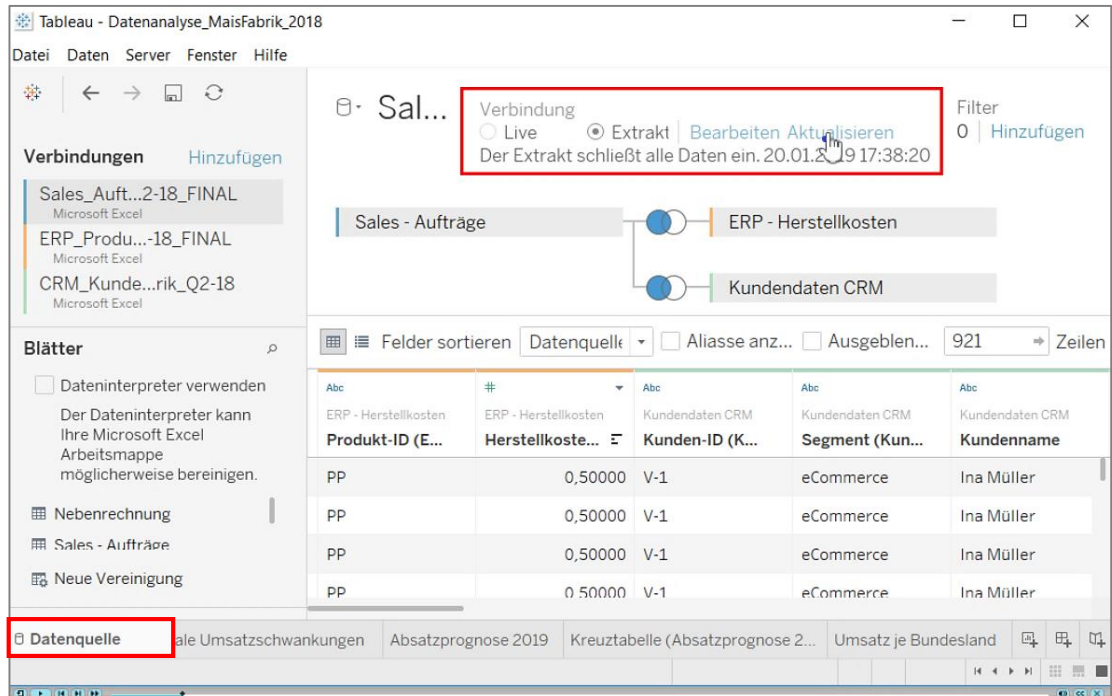 Tableau - Datenanalyse_MaisFabrik_2018
Datei Daten Server Fenster Hilfe
Sal...
Verbindung
Live Extrakt Bearbeiten Aktualisieren
Der Extrakt schließt alle Daten ein. 20.01.2019 17:38:20
Filter
0 Hinzufügen
Verbindungen Hinzufügen
Sales_Auft...2-18_FINAL
Microsoft Excel
ERP_Produ...-18_FINAL
Microsoft Excel
CRM_Kunde...rik_Q2-18
Microsoft Excel
Sales - Aufträge
ERP - Herstellkosten
Kundendaten CRM
Blätter
Dateninterpreter verwenden
Der Dateninterpreter kann
Ihre Microsoft Excel
Arbeitsmappe
möglicherweise bereinigen.
Nebenrechnung
Sales - Aufträge
Neue Vereinigung
Felder sortieren Datenquelle Aliasse anz... Ausgeblen... 921 Zeilen
Abc # Abc Abc Abc
ERP - Herstellkosten ERP - Herstellkosten Kundendaten CRM Kundendaten CRM Kundendaten CRM
Produkt-ID (E... Herstellkoste... Kunden-ID (K... Segment (Kun... Kundenname
PP 0,50000 V-1 eCommerce Ina Müller
PP 0,50000 V-1 eCommerce Ina Müller
PP 0,50000 V-1 eCommerce Ina Müller
PP 0,50000 V-1 eCommerce Ina Müller
Datenquelle ale Umsatzschwankungen Absatzprognose 2019 Kreuztabelle (Absatzprognose 2... Umsatz je Bundesland
CC